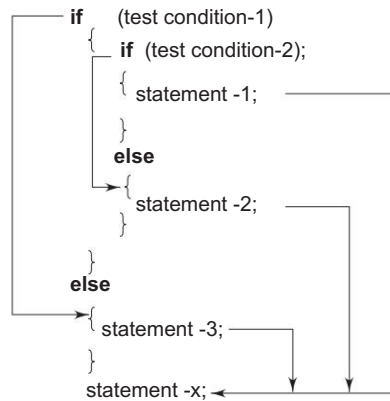 if (test condition-1)
{
if (test condition-2);
{
statement -1;
}
else
{
statement -2;
}
}
else
{
statement -3;
}
statement -x;